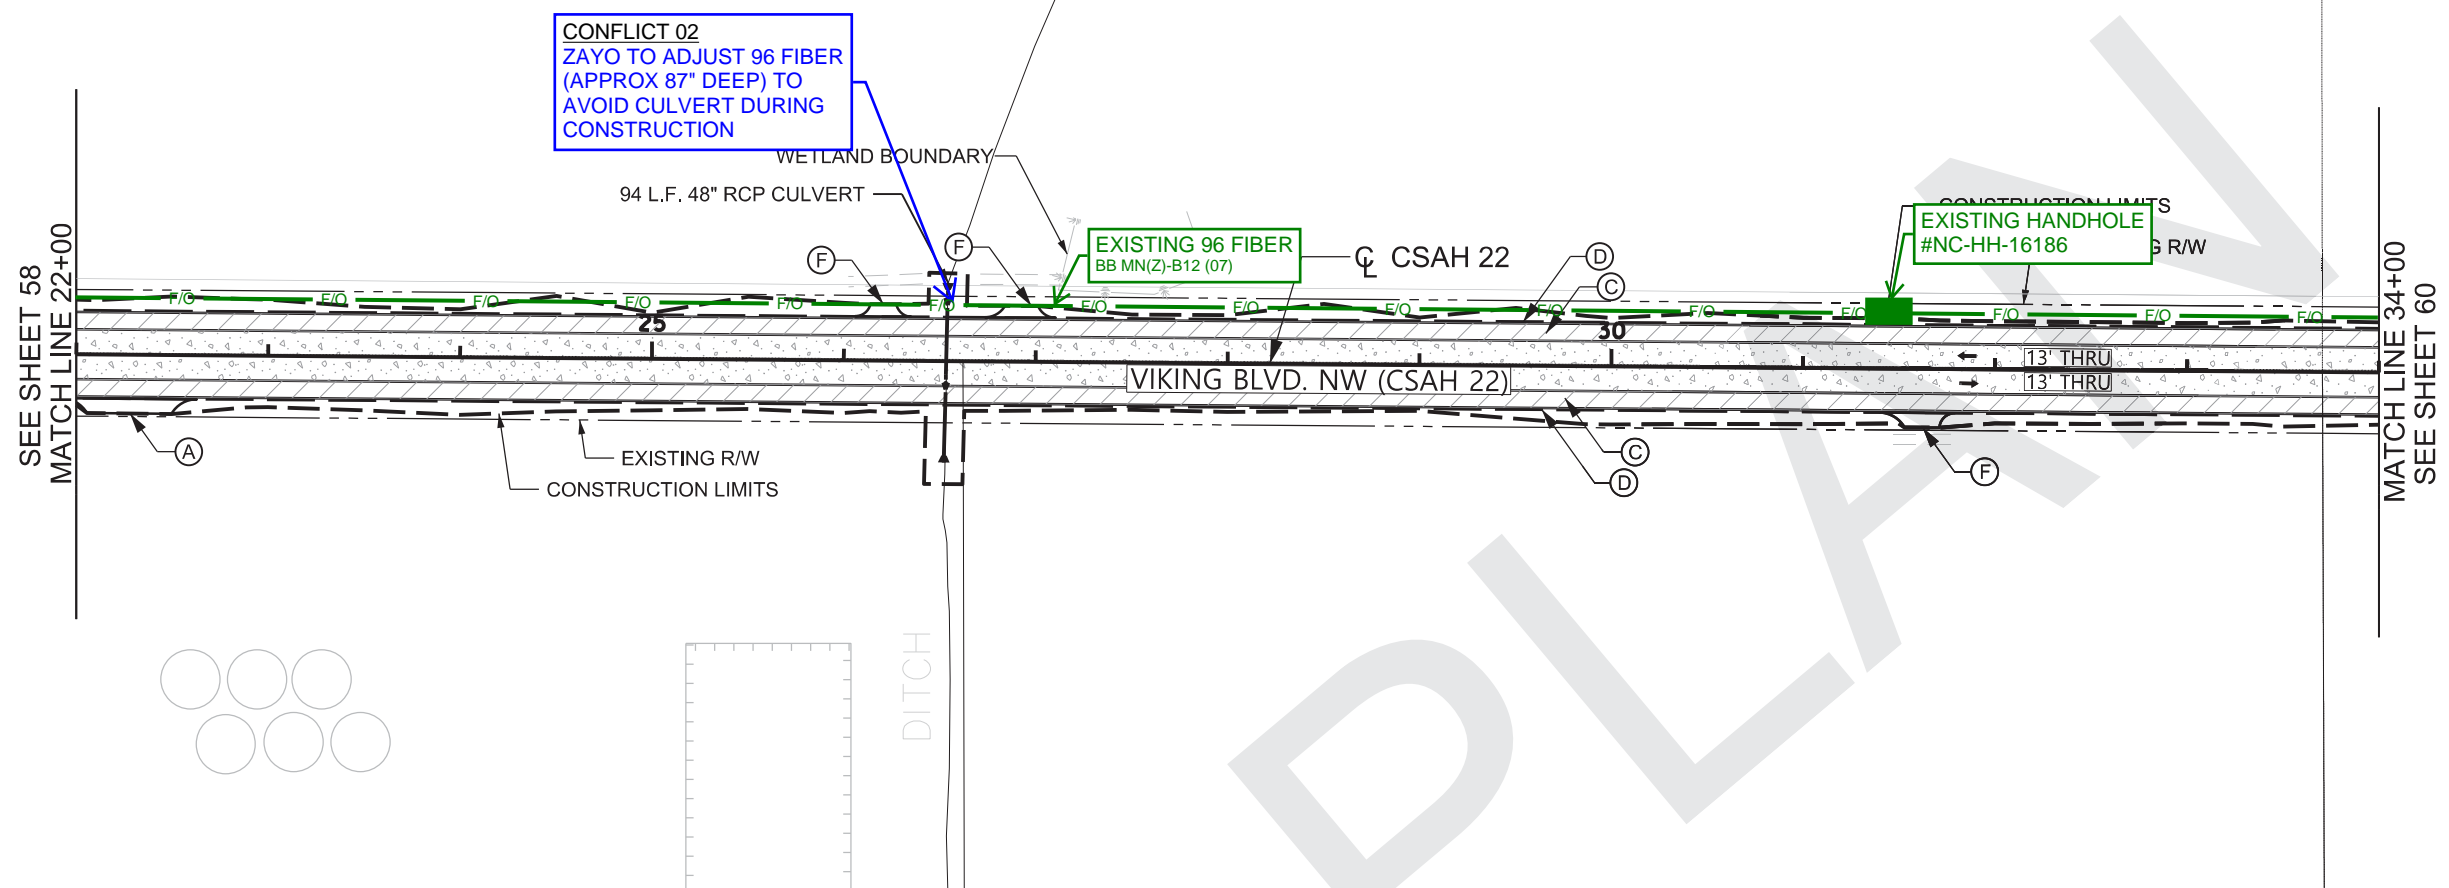 CONFLICT 02
ZAYO TO ADJUST 96 FIBER
(APPROX 87" DEEP) TO
AVOID CULVERT DURING
CONSTRUCTION
WETLAND BOUNDARY
94 L.F. 48" RCP CULVERT
CONSTRUCTION LIMITS
EXISTING HANDHOLE
#NC-HH-16186
G R/W
EXISTING 96 FIBER
BB MN(Z)-B12 (07)
℄ CSAH 22
F
F
D
C
SEE SHEET 58
MATCH LINE 22+00
F/O F/O F/O F/O F/O F/O F/O F/O F/O F/O F/O F/O F/O F/O F/O
25
30
13' THRU
13' THRU
VIKING BLVD. NW (CSAH 22)
MATCH LINE 34+00
SEE SHEET 60
A
EXISTING R/W
CONSTRUCTION LIMITS
C
D
F
DITCH
PLAN